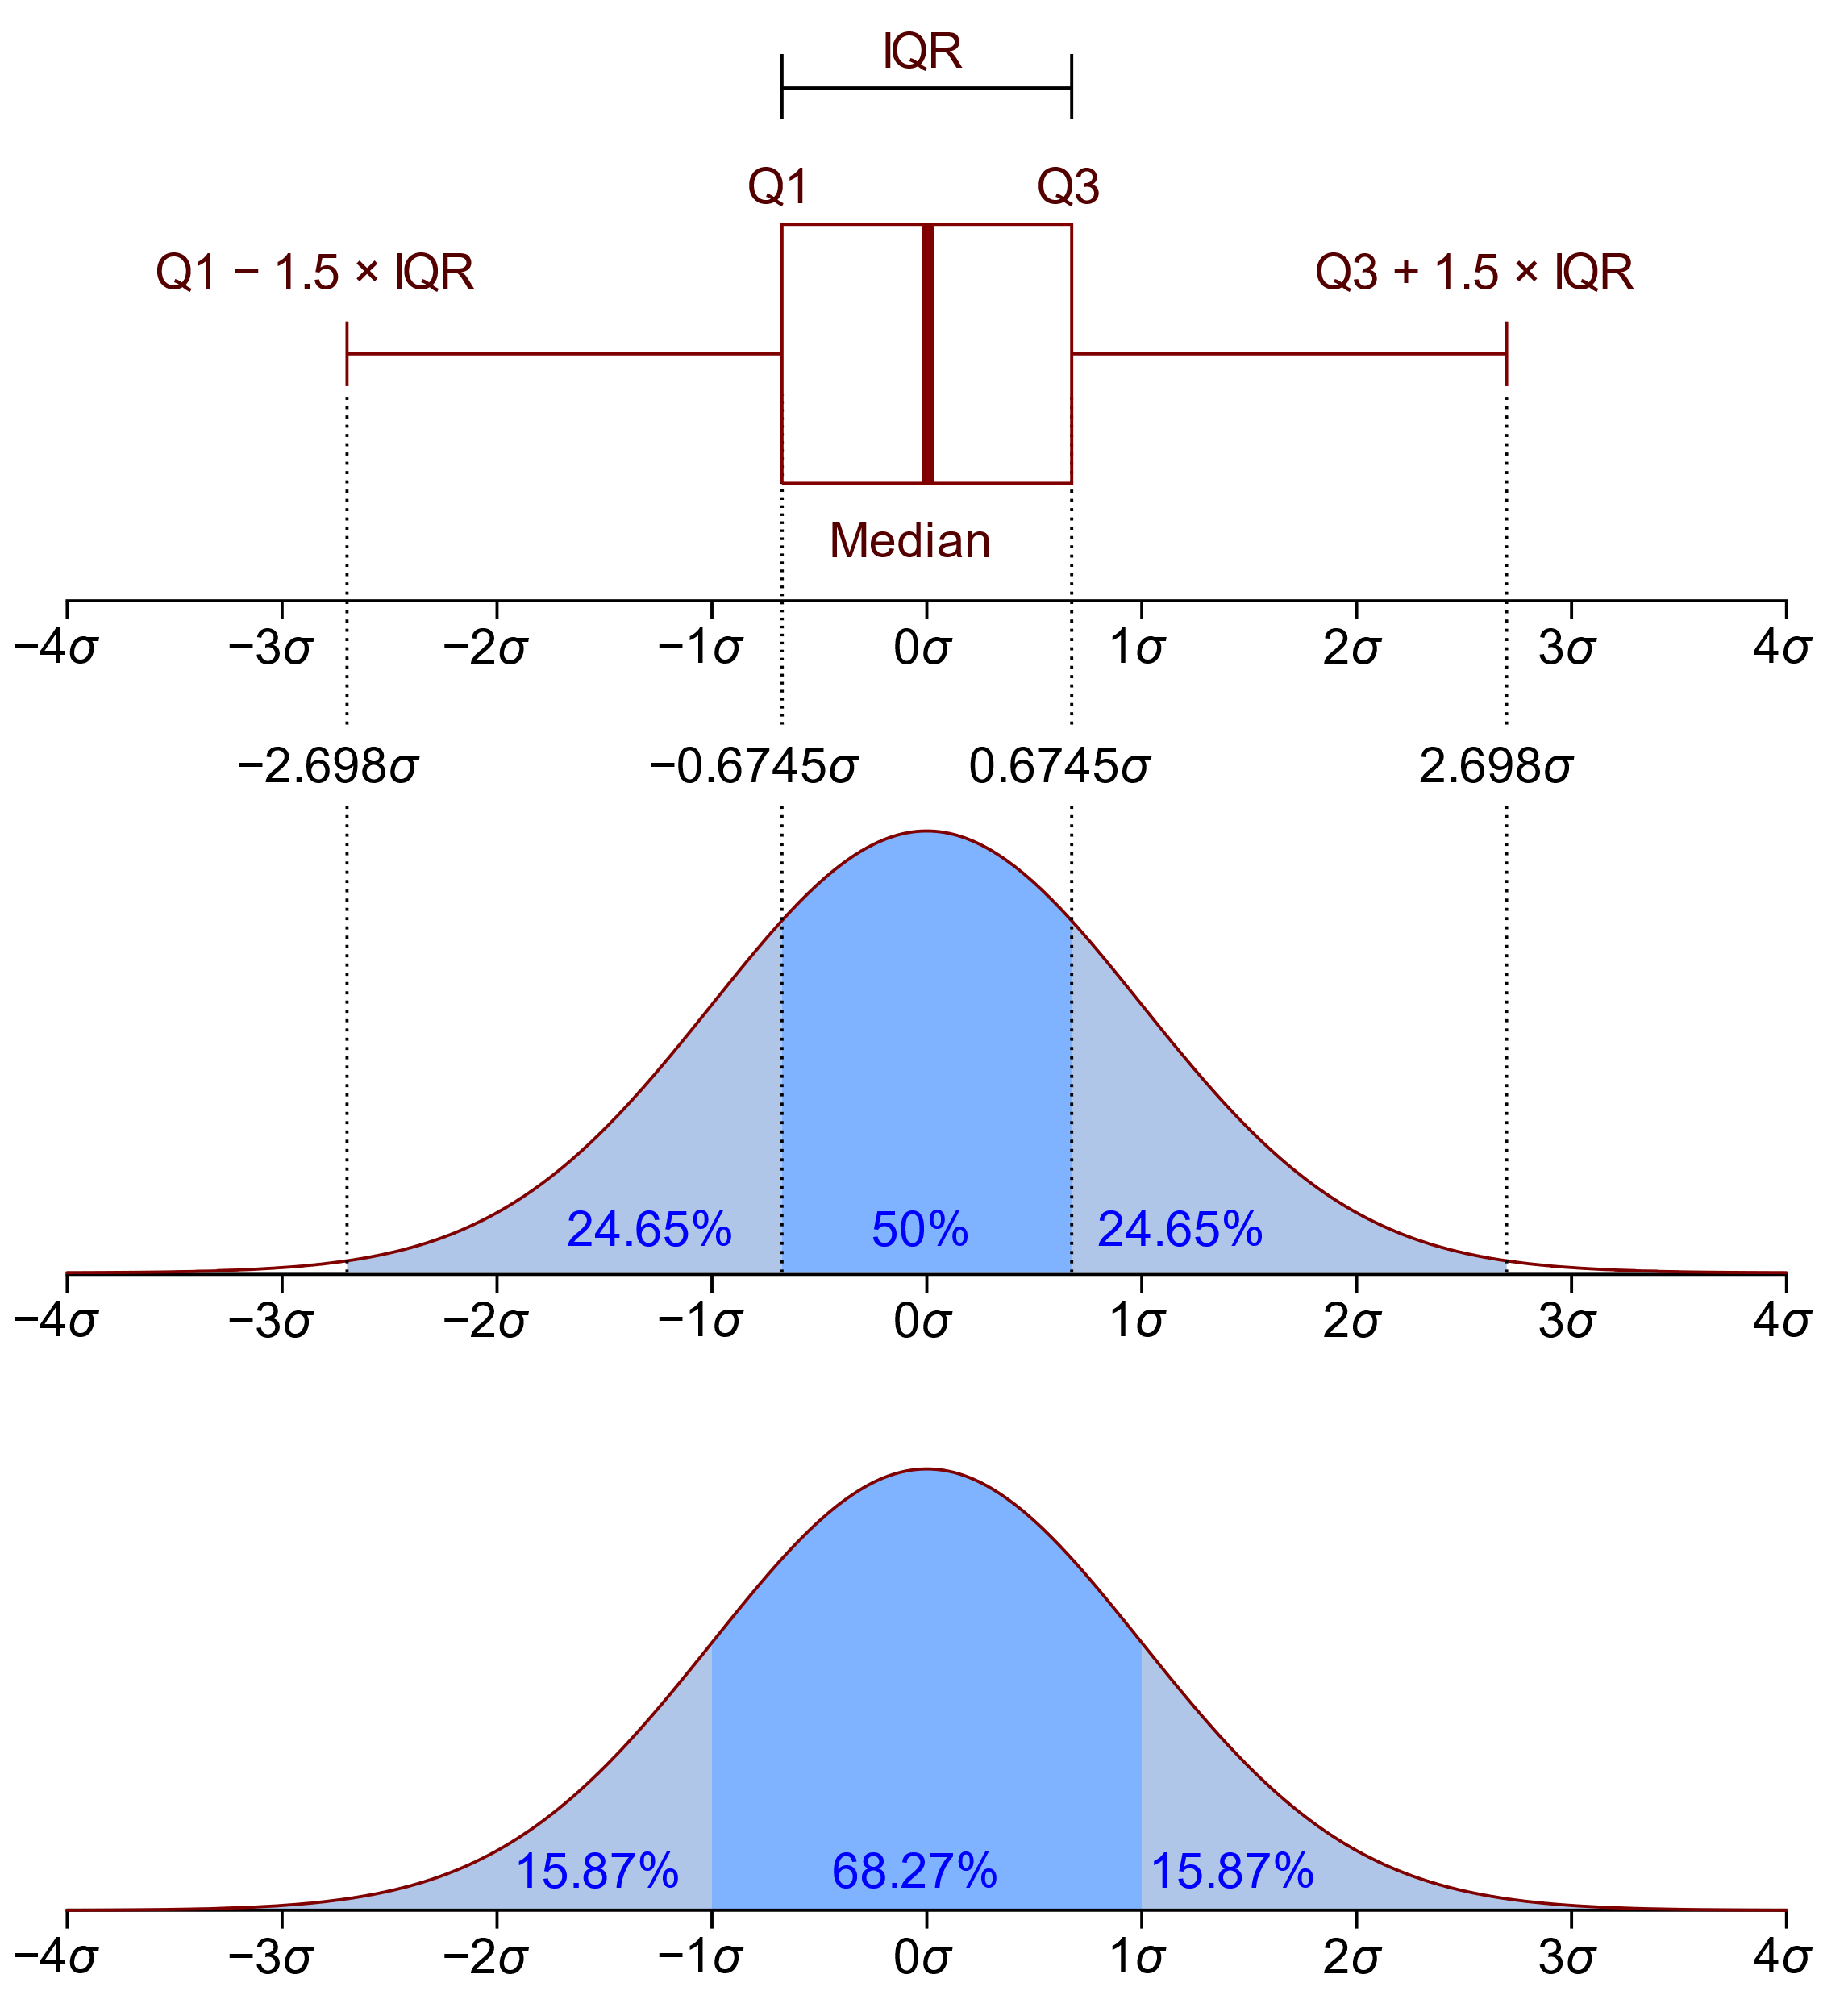 IQR
Q1 Q3
Q1 − 1.5 × IQR Q3 + 1.5 × IQR
Median
−4σ −3σ −2σ −1σ 0σ 1σ 2σ 3σ 4σ
−2.698σ −0.6745σ 0.6745σ 2.698σ
24.65% 50% 24.65%
−4σ −3σ −2σ −1σ 0σ 1σ 2σ 3σ 4σ
15.87% 68.27% 15.87%
−4σ −3σ −2σ −1σ 0σ 1σ 2σ 3σ 4σ